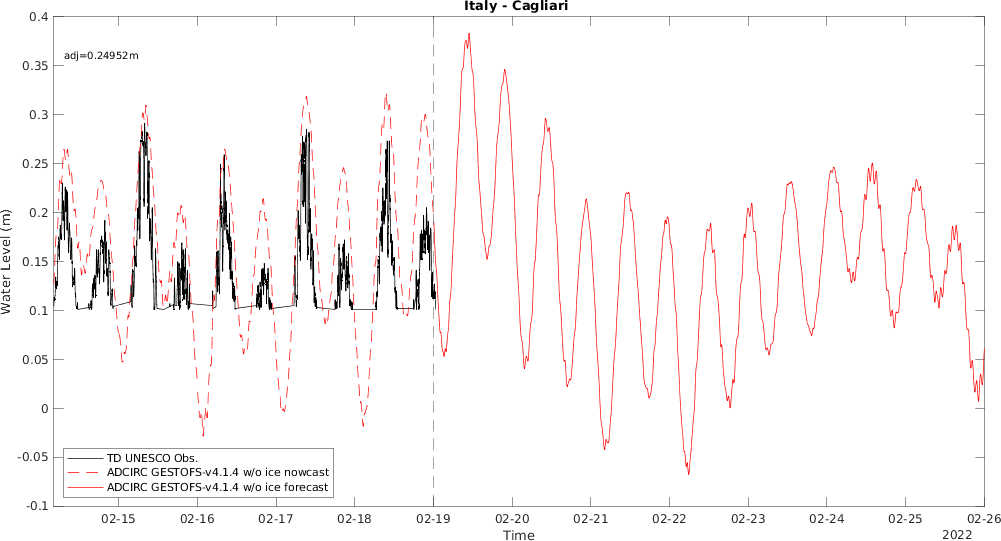 Italy - Cagliari
adj=0.24952m
0.4
0.35
0.3
0.25
0.2
0.15
0.1
0.05
0
-0.05
-0.1
Water Level (m)
TD UNESCO Obs.
ADCIRC GESTOFS-v4.1.4 w/o ice nowcast
ADCIRC GESTOFS-v4.1.4 w/o ice forecast
02-15 02-16 02-17 02-18 02-19 02-20 02-21 02-22 02-23 02-24 02-25 02-26
Time
2022